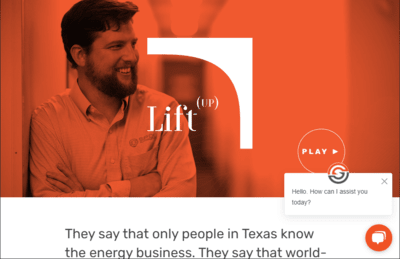 Lift
(UP)
PLAY
Hello. How can I assist you
today?
They say that only people in Texas know
the energy business. They say that world-